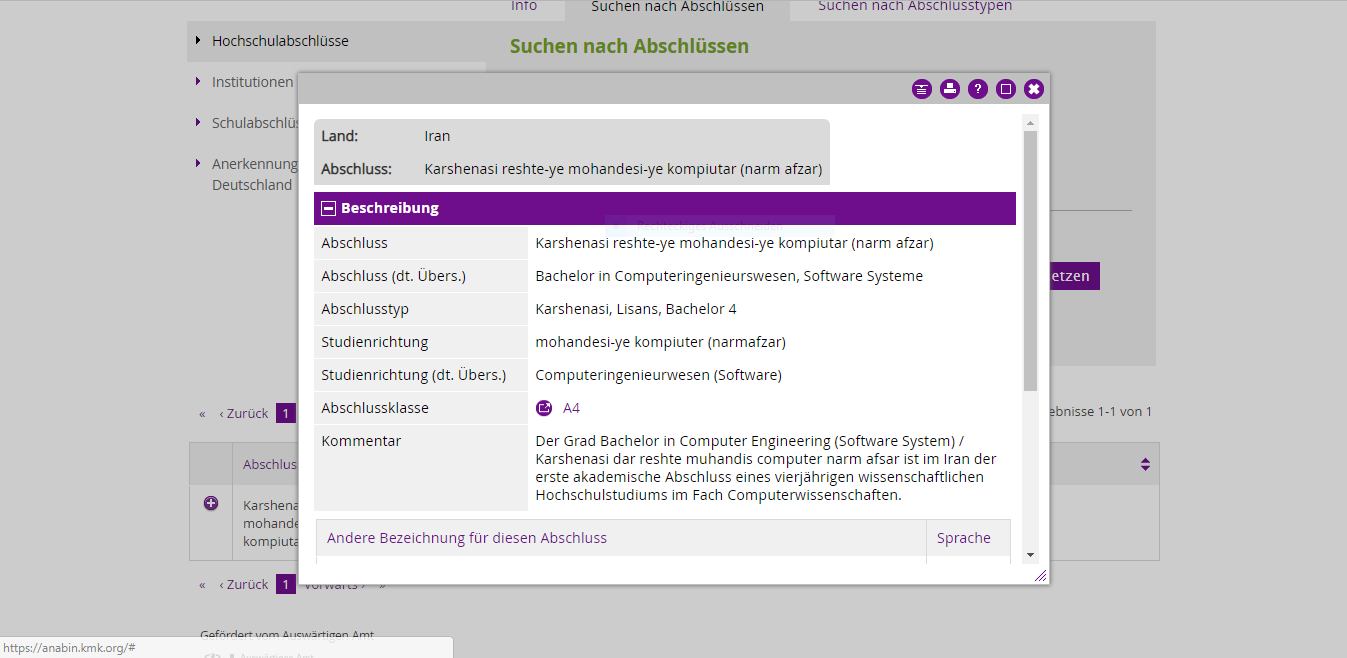 Info
Suchen nach Abschlüssen
Suchen nach Abschlusstypen
Hochschulabschlüsse
Suchen nach Abschlüssen
Institutionen
Schulabschlüs
Anerkennung
Deutschland
Land: Iran
Abschluss: Karshenasi reshte-ye mohandesi-ye kompiutar (narm afzar)
Beschreibung
Rechteckiges Ausschneiden
Abschluss Karshenasi reshte-ye mohandesi-ye kompiutar (narm afzar)
Abschluss (dt. Übers.) Bachelor in Computeringenieurswesen, Software Systeme
etzen
Abschlusstyp Karshenasi, Lisans, Bachelor 4
Studienrichtung mohandesi-ye kompiuter (narmafzar)
Studienrichtung (dt. Übers.) Computeringenieurwesen (Software)
Abschlussklasse A4
Kommentar Der Grad Bachelor in Computer Engineering (Software System) /
Karshenasi dar reshte muhandis computer narm afsar ist im Iran der
erste akademische Abschluss eines vierjährigen wissenschaftlichen
Hochschulstudiums im Fach Computerwissenschaften.
Andere Bezeichnung für diesen Abschluss Sprache
« ‹ Zurück 1
ebnisse 1-1 von 1
Abschlus
Karshena
mohande
kompiuta
« ‹ Zurück 1 Vorwärts › »
Gefördert vom Auswärtigen Amt
https://anabin.kmk.org/#
Auswärtiges Amt